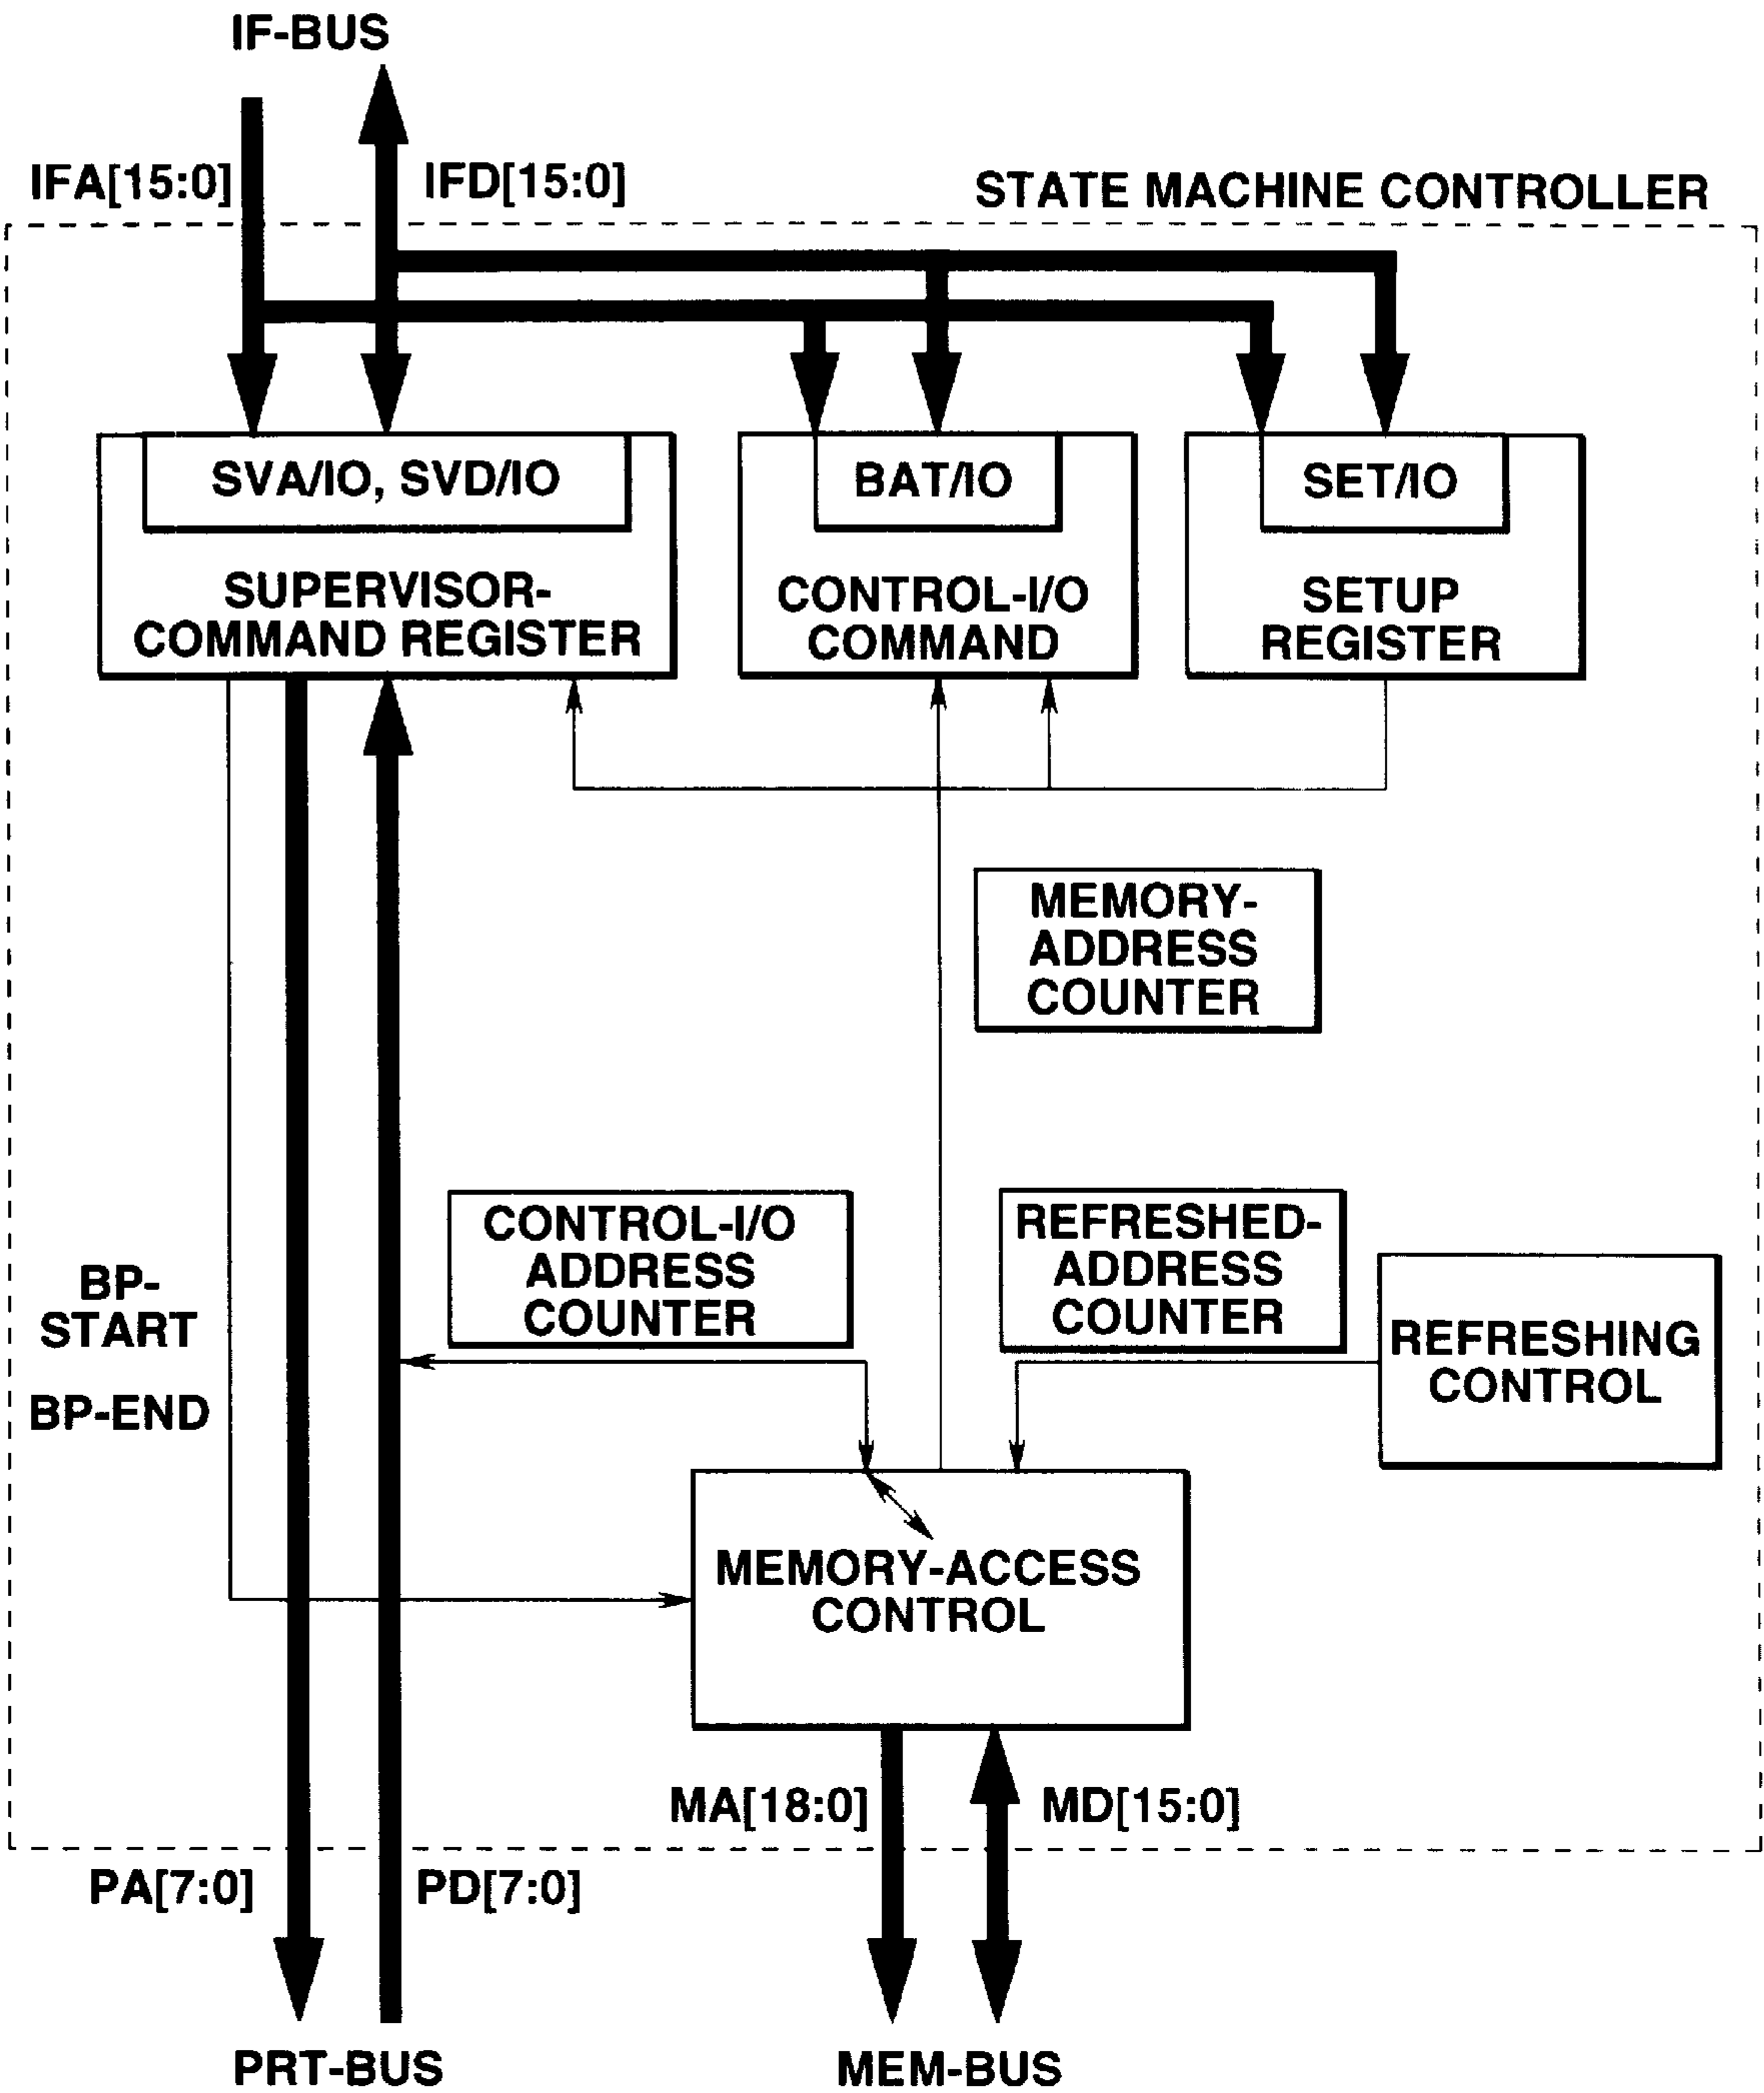 IF-BUS
IFA[15:0]
IFD[15:0]
STATE MACHINE CONTROLLER
SVA/IO, SVD/IO
BAT/IO
SET/IO
SUPERVISOR-
COMMAND REGISTER
CONTROL-I/O
COMMAND
SETUP
REGISTER
MEMORY-
ADDRESS
COUNTER
CONTROL-I/O
ADDRESS
COUNTER
REFRESHED-
ADDRESS
COUNTER
REFRESHING
CONTROL
BP-
START
BP-END
MEMORY-ACCESS
CONTROL
MA[18:0]
MD[15:0]
PA[7:0]
PD[7:0]
PRT-BUS
MEM-BUS